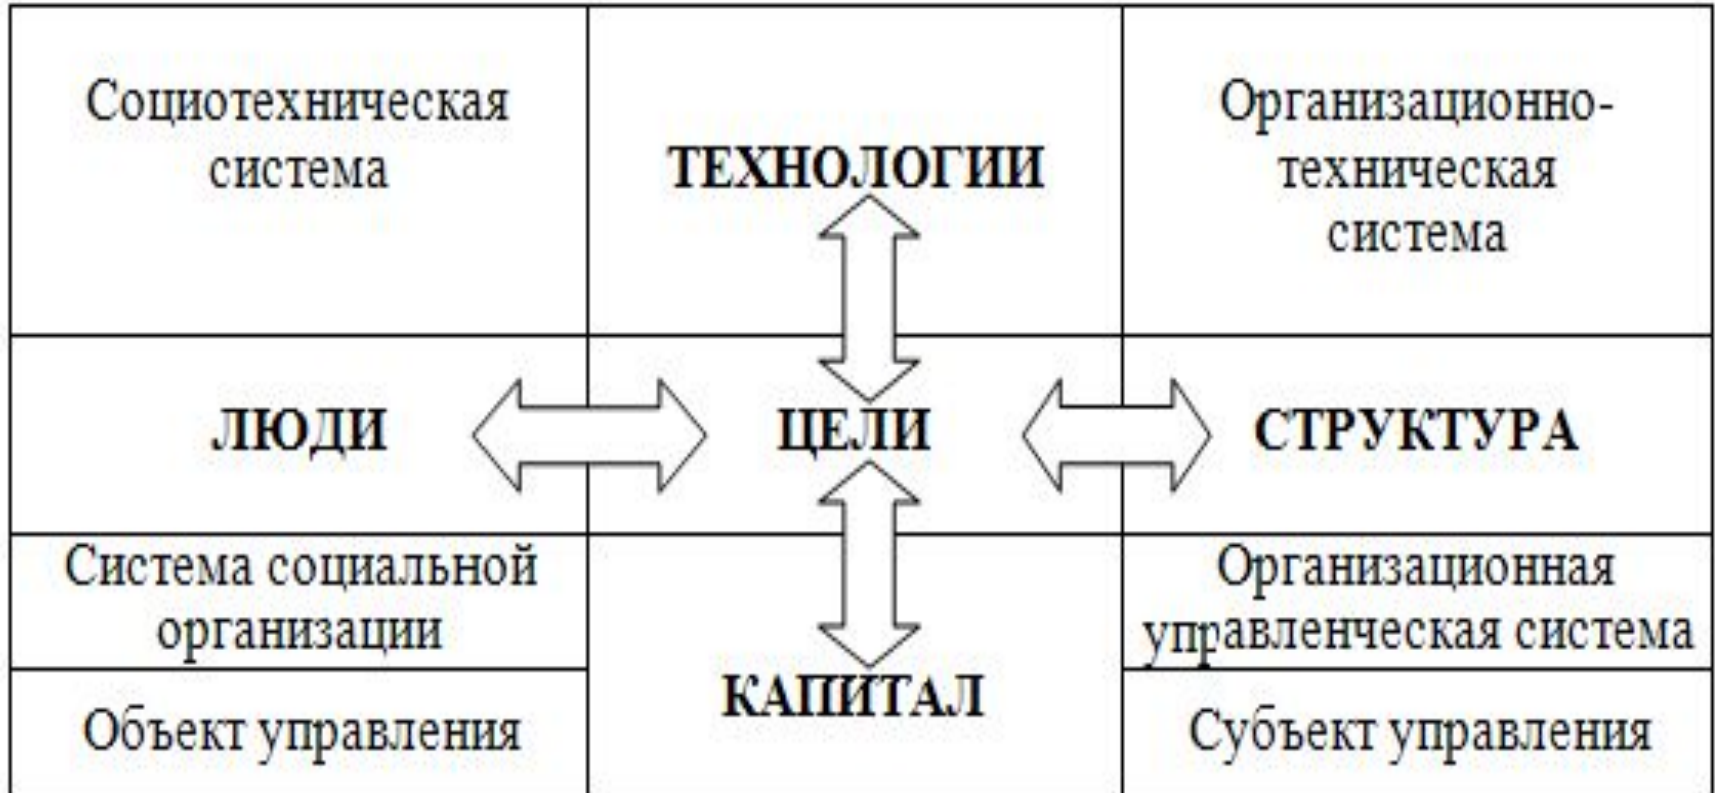 Социотехническая
система
ТЕХНОЛОГИИ
Организационно-
техническая
система
ЛЮДИ
ЦЕЛИ
СТРУКТУРА
Система социальной
организации
Организационная
управленческая система
Объект управления
КАПИТАЛ
Субъект управления